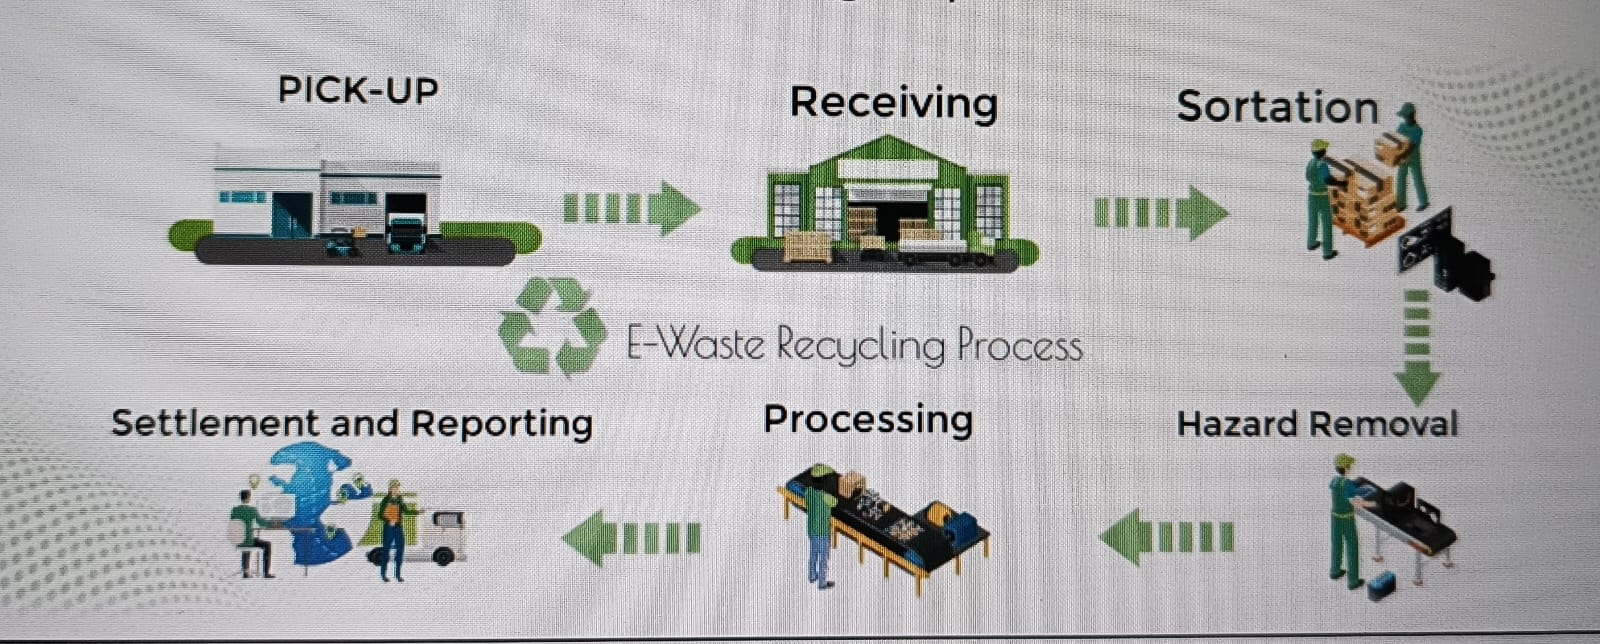 PICK-UP
Receiving
Sortation
E-Waste Recycling Process
Settlement and Reporting
Processing
Hazard Removal